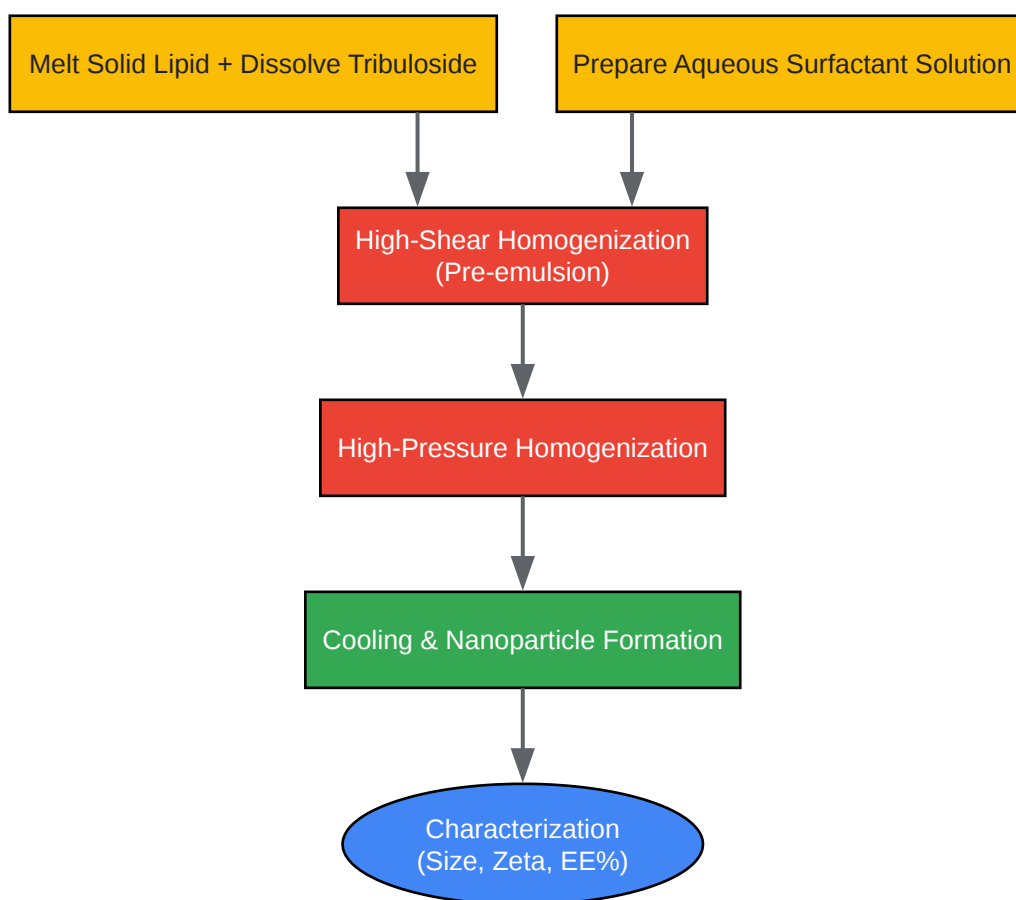 Melt Solid Lipid + Dissolve Tribuloside
Prepare Aqueous Surfactant Solution
High-Shear Homogenization
(Pre-emulsion)
High-Pressure Homogenization
Cooling & Nanoparticle Formation
Characterization
(Size, Zeta, EE%)